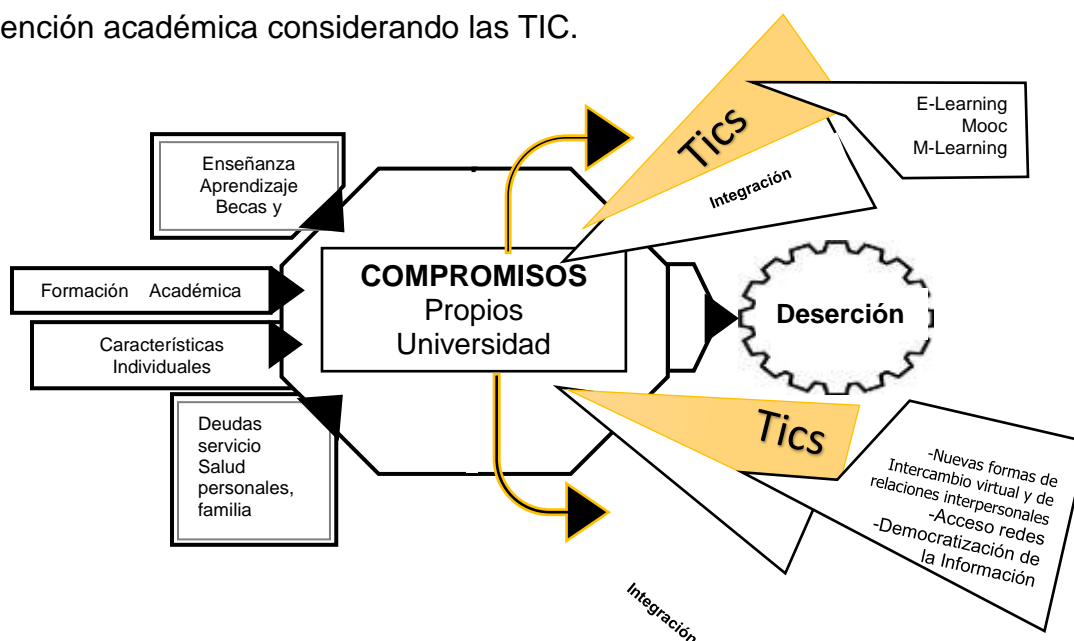 ención académica considerando las TIC.
Tics
E-Learning
Mooc
M-Learning
Integración
Enseñanza
Aprendizaje
Becas y
Formación Académica
Características
Individuales
Deudas
servicio
Salud
personales,
familia
COMPROMISOS
Propios
Universidad
Deserción
Tics
-Nuevas formas de
Intercambio virtual y de
relaciones interpersonales
-Acceso redes
-Democratización de
la Información
Integración